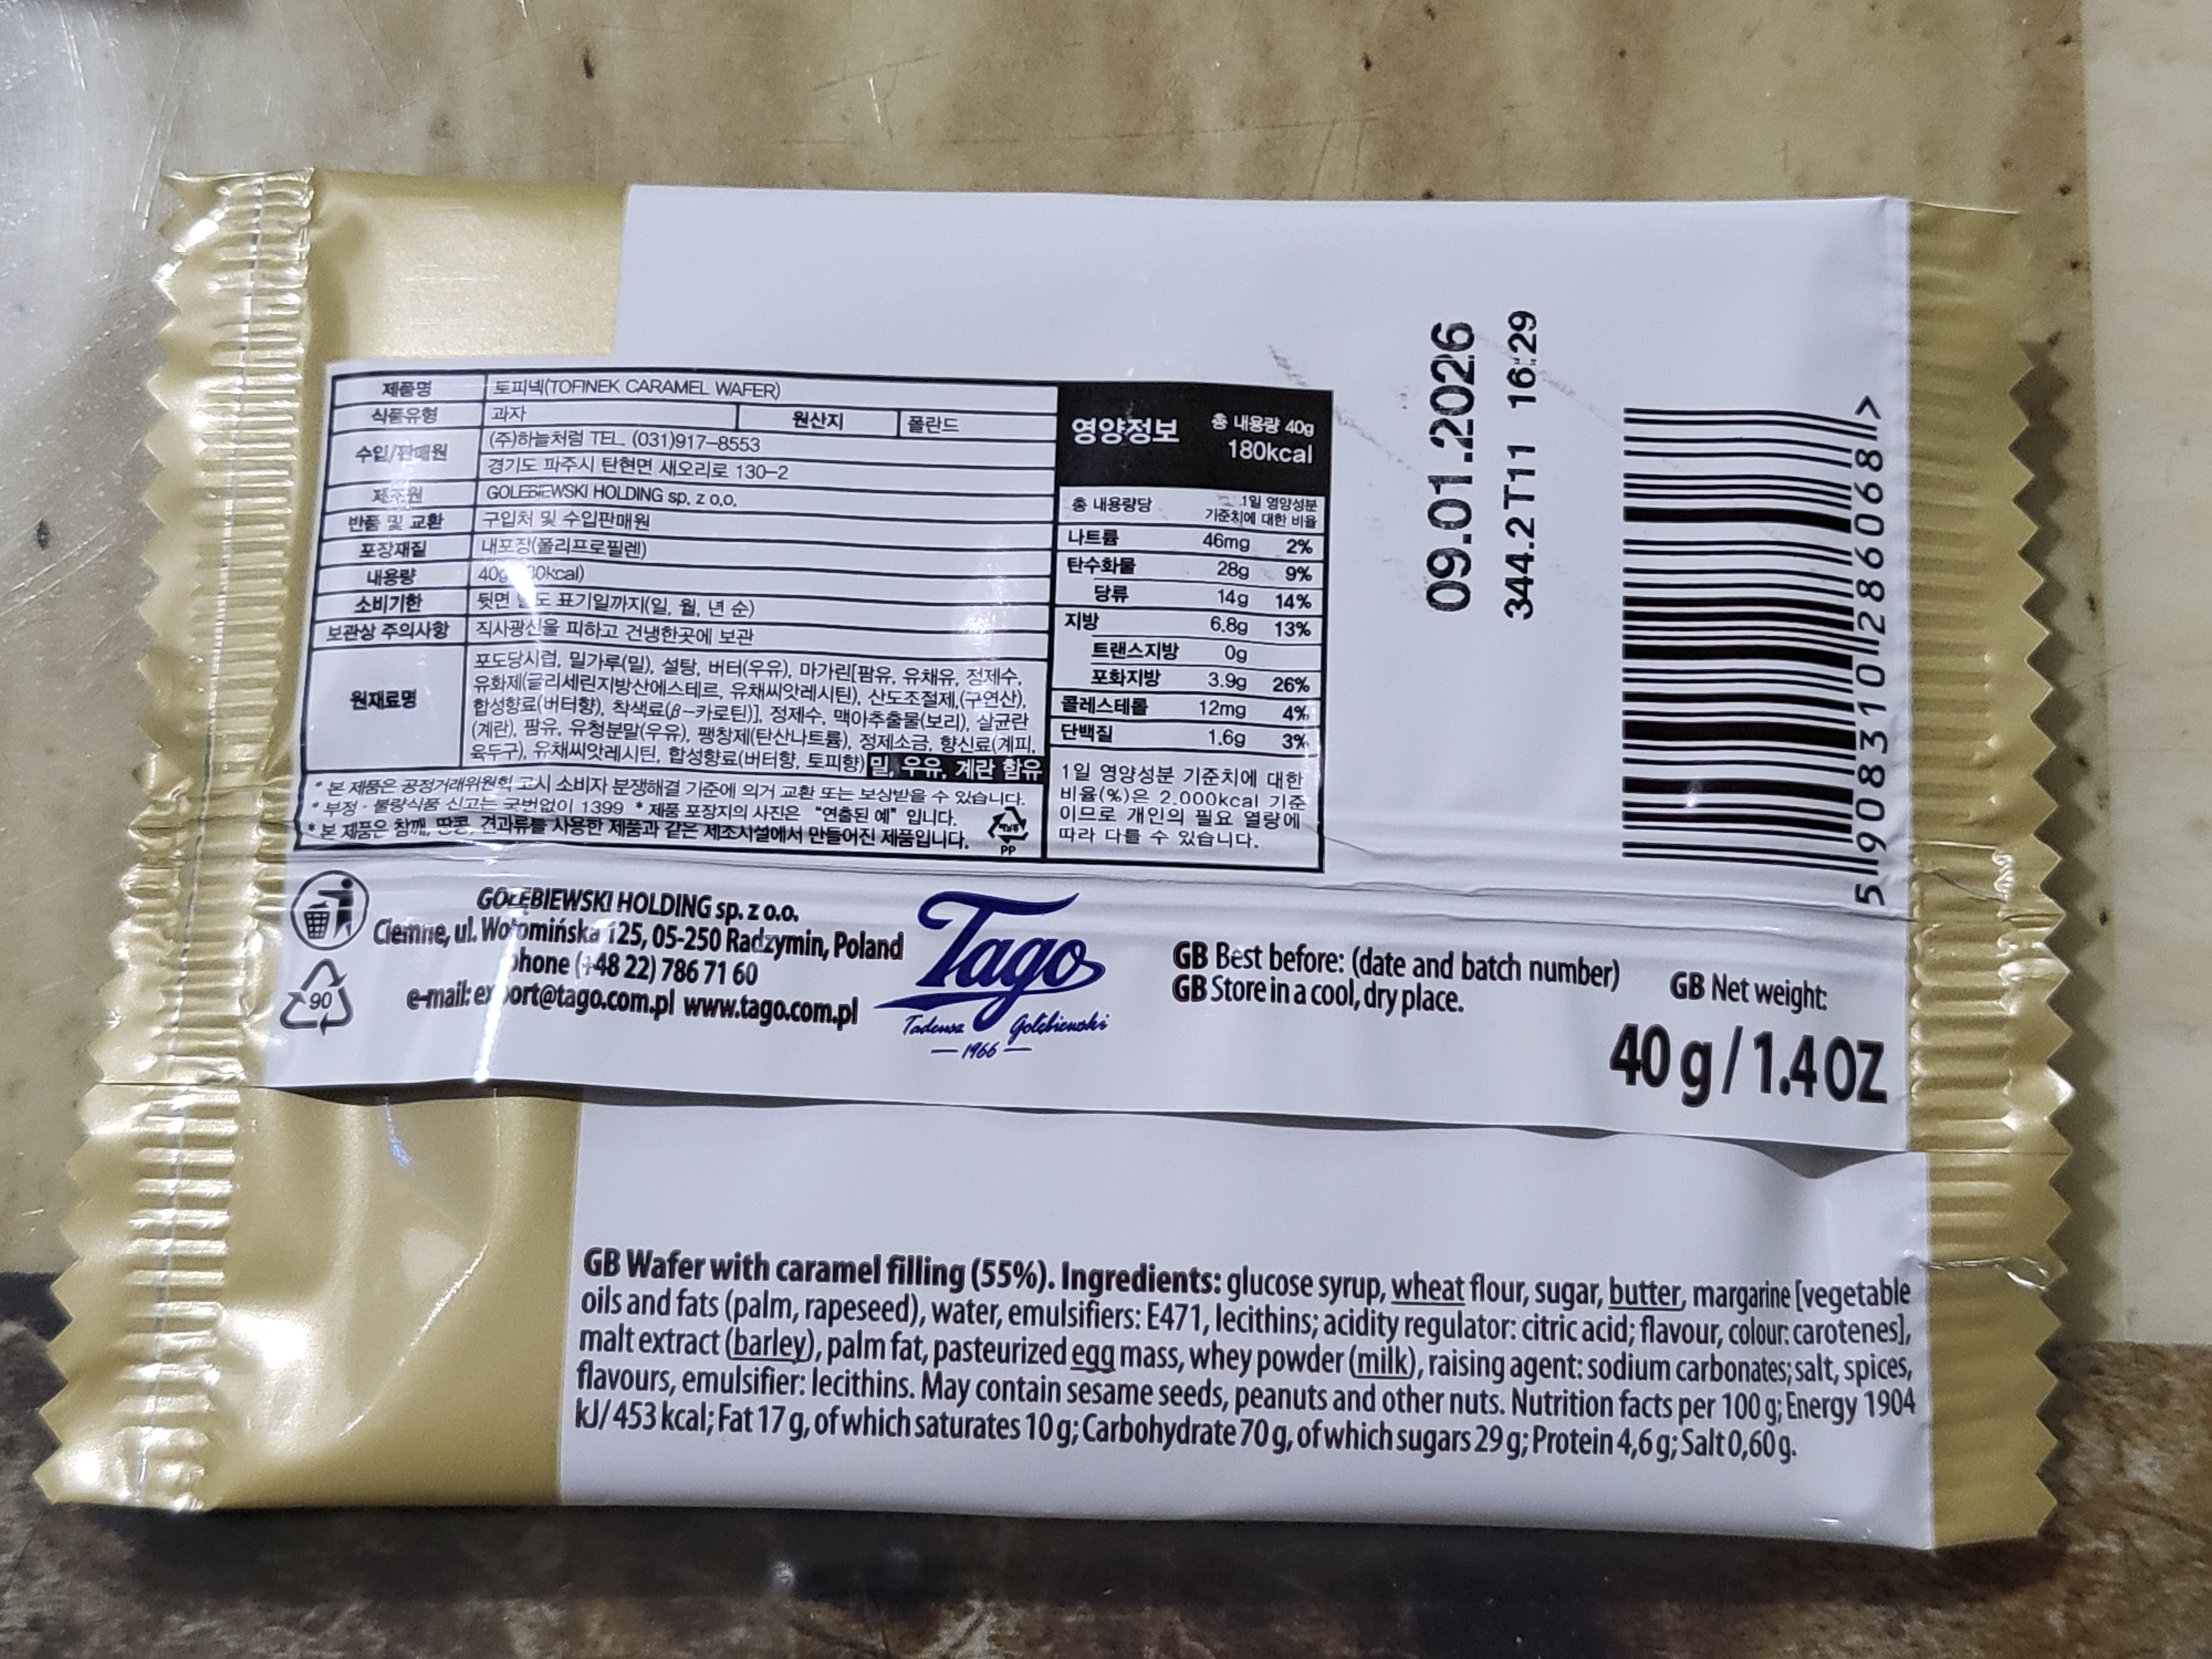 제품명 토피넥(TOFINEK CARAMEL WAFER)
식품유형 과자 원산지 폴란드
수입/판매원 (주)하늘처럼 TEL. (031)917-8553
경기도 파주시 탄현면 새오리로 130-2
제조원 GOLEBIEWSKI HOLDING sp. z o.o.
반품 및 교환 구입처 및 수입판매원
포장재질 내포장(폴리프로필렌)
내용량 40g
소비기한 뒷면 표기일까지(일, 월, 년 순)
보관상 주의사항 직사광선을 피하고 건냉한곳에 보관
원재료명
포도당시럽, 밀가루(밀), 설탕, 버터(우유), 마가린[팜유, 유채유, 정제수,
유화제(글리세린지방산에스테르, 유채씨앗레시틴), 산도조절제,(구연산),
합성향료(버터향), 착색료(β-카로틴)], 정제수, 맥아추출물(보리), 살균란
(계란), 팜유, 유청분말(우유), 팽창제(탄산나트륨), 정제소금, 향신료(계피,
육두구), 유채씨앗레시틴, 합성향료(버터향, 토피향) 밀, 우유, 계란 함유
* 본 제품은 공정거래위원회 고시 소비자 분쟁해결 기준에 의거 교환 또는 보상받을 수 있습니다.
* 부정·불량식품 신고는 국번없이 1399 * 제품 포장지의 사진은 "연출된 예" 입니다.
* 본 제품은 참깨, 땅콩, 견과류를 사용한 제품과 같은 제조시설에서 만들어진 제품입니다.
PP
영양정보 총 내용량 40g
180kcal
총 내용량당 1일 영양성분
기준치에 대한 비율
나트륨 46mg 2%
탄수화물 28g 9%
당류 14g 14%
지방 6.8g 13%
트랜스지방 0g
포화지방 3.9g 26%
콜레스테롤 12mg 4%
단백질 1.6g 3%
1일 영양성분 기준치에 대한
비율(%)은 2,000kcal 기준
이므로 개인의 필요 열량에
따라 다를 수 있습니다.
09.01.2026
344.2 T11 16:29
5 908310 286068 >
GOŁĘBIEWSKI HOLDING sp. z o.o.
Ciemne, ul. Wołomińska 125, 05-250 Radzymin, Poland
phone (+48 22) 786 71 60
e-mail: export@tago.com.pl www.tago.com.pl
90
Tago
Tadeusz Gołębiewski
1966
GB Best before: (date and batch number)
GB Store in a cool, dry place.
GB Net weight:
40 g / 1.4 OZ
GB Wafer with caramel filling (55%). Ingredients: glucose syrup, wheat flour, sugar, butter, margarine [vegetable
oils and fats (palm, rapeseed), water, emulsifiers: E471, lecithins; acidity regulator: citric acid; flavour, colour: carotenes],
malt extract (barley), palm fat, pasteurized egg mass, whey powder (milk), raising agent: sodium carbonates; salt, spices,
flavours, emulsifier: lecithins. May contain sesame seeds, peanuts and other nuts. Nutrition facts per 100 g; Energy 1904
kJ/ 453 kcal; Fat 17 g, of which saturates 10 g; Carbohydrate 70 g, of which sugars 29 g; Protein 4,6 g; Salt 0,60 g.